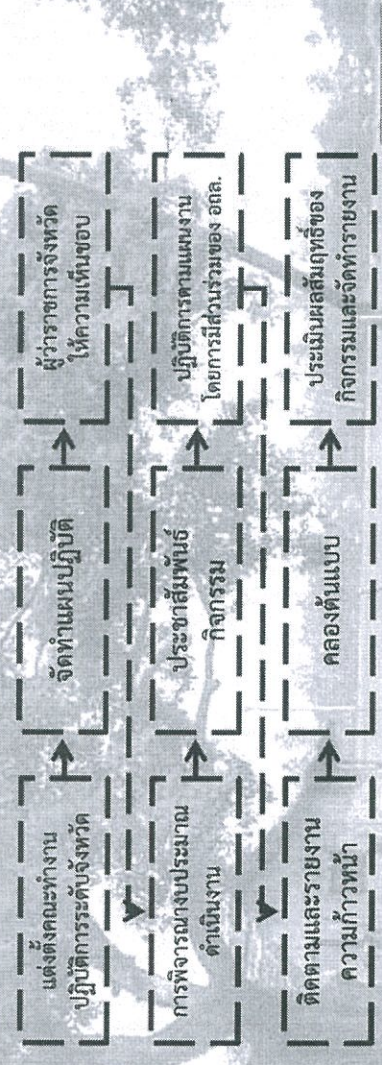 แต่งตั้งคณะทำงาน
ปฏิบัติการระดับจังหวัด
จัดทำแผนปฏิบัติ
ผู้ว่าราชการจังหวัด
ให้ความเห็นชอบ
การพิจารณางบประมาณ
ดำเนินงาน
ประชาสัมพันธ์
กิจกรรม
ปฏิบัติการตามแผนงาน
โดยการมีส่วนร่วมของ อถล.
ติดตามและรายงาน
ความก้าวหน้า
คลองต้นแบบ
ประเมินผลสัมฤทธิ์ของ
กิจกรรมและจัดทำรายงาน